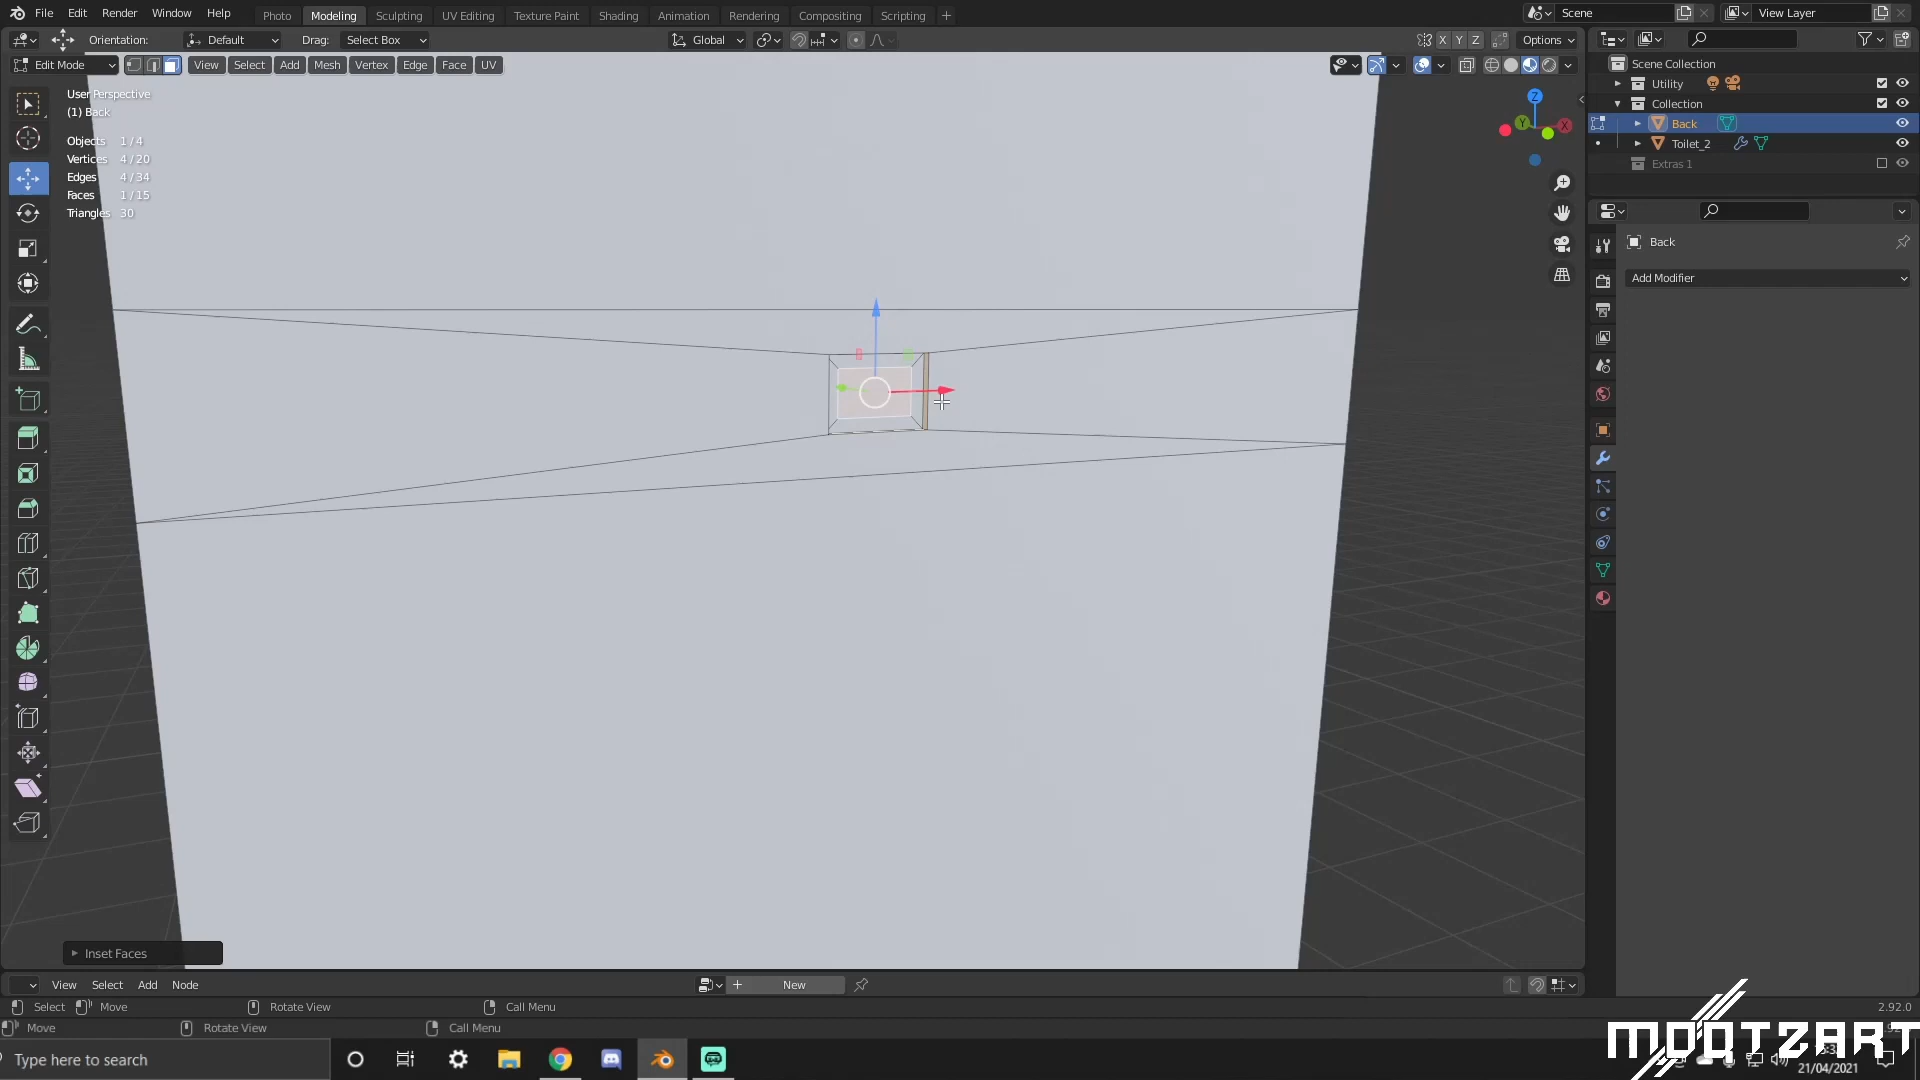 File Edit Render Window Help Photo Modeling Sculpting UV Editing Texture Paint Shading Animation Rendering Compositing Scripting + Scene View Layer
Orientation: Default Drag: Select Box Global X Y Z Options
Edit Mode View Select Add Mesh Vertex Edge Face UV
User Perspective
(1) Back
Objects 1 / 4
Vertices 4 / 20
Edges 4 / 34
Faces 1 / 15
Triangles 30
Z
Y
X
Scene Collection
Utility
Collection
Back
Toilet_2
Extras 1
Back
Add Modifier
Inset Faces
View Select Add Node New
Select Move Rotate View Call Menu 2.92.0
Move Rotate View Call Menu
MOOTZART
Type here to search
21/04/2021